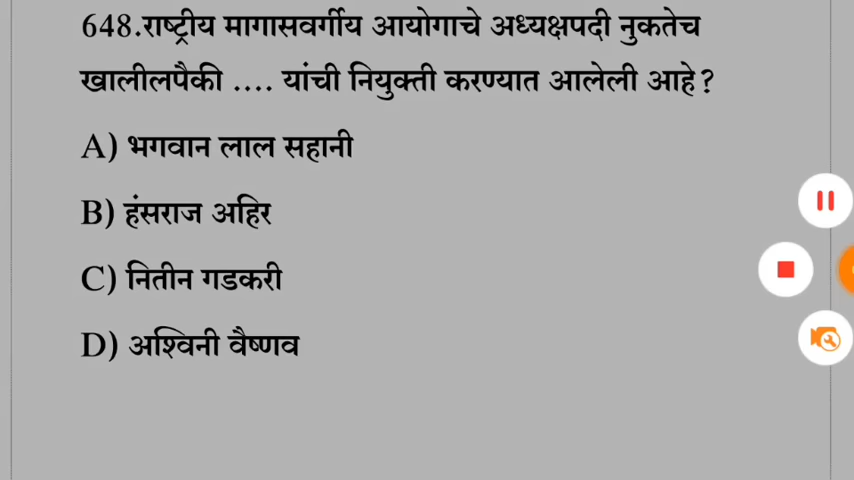 648.राष्ट्रीय मागासवर्गीय आयोगाचे अध्यक्षपदी नुकतेच
खालीलपैकी .... यांची नियुक्ती करण्यात आलेली आहे?
A) भगवान लाल सहानी
B) हंसराज अहिर
C) नितीन गडकरी
D) अश्विनी वैष्णव